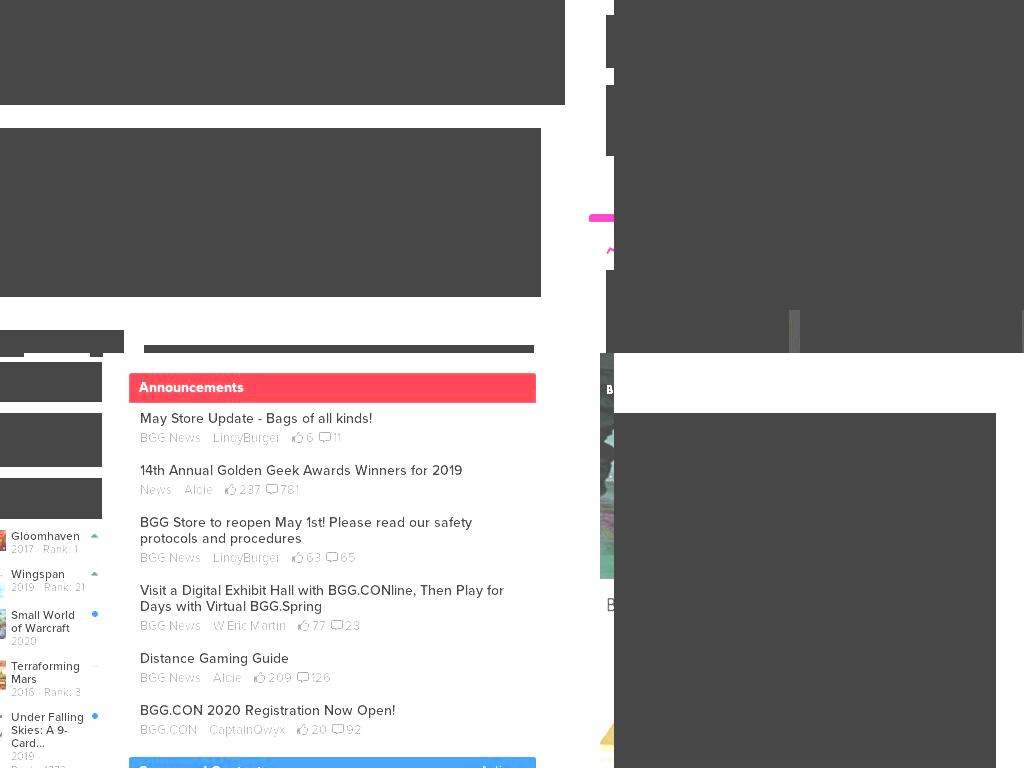 Announcements
May Store Update - Bags of all kinds!
BGG News LindyBurger 6 11
14th Annual Golden Geek Awards Winners for 2019
News Aldie 237 781
BGG Store to reopen May 1st! Please read our safety
protocols and procedures
BGG News LindyBurger 63 65
Visit a Digital Exhibit Hall with BGG.CONline, Then Play for
Days with Virtual BGG.Spring
BGG News W Eric Martin 77 23
Distance Gaming Guide
BGG News Aldie 209 126
BGG.CON 2020 Registration Now Open!
BGG.CON CaptainQwyx 20 92
Gloomhaven
2017 · Rank: 1
Wingspan
2019 · Rank: 21
Small World
of Warcraft
2020
Terraforming
Mars
2016 · Rank: 3
Under Falling
Skies: A 9-
Card...
2019
B
B